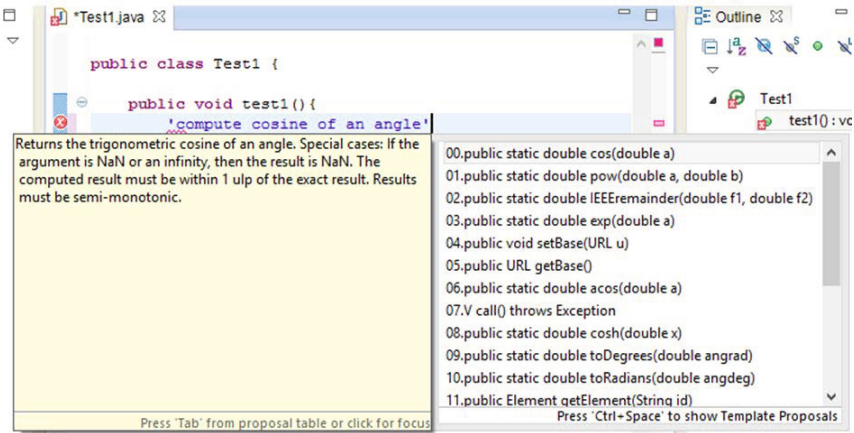 *Test1.java
Outline
public class Test1 {
Test1
public void test1(){
test1() : vo
'compute cosine of an angle'
Returns the trigonometric cosine of an angle. Special cases: If the
argument is NaN or an infinity, then the result is NaN. The
computed result must be within 1 ulp of the exact result. Results
must be semi-monotonic.
Press 'Tab' from proposal table or click for focus
00.public static double cos(double a)
01.public static double pow(double a, double b)
02.public static double IEEEremainder(double f1, double f2)
03.public static double exp(double a)
04.public void setBase(URL u)
05.public URL getBase()
06.public static double acos(double a)
07.V call() throws Exception
08.public static double cosh(double x)
09.public static double toDegrees(double angrad)
10.public static double toRadians(double angdeg)
11.public Element getElement(String id)
Press 'Ctrl+Space' to show Template Proposals